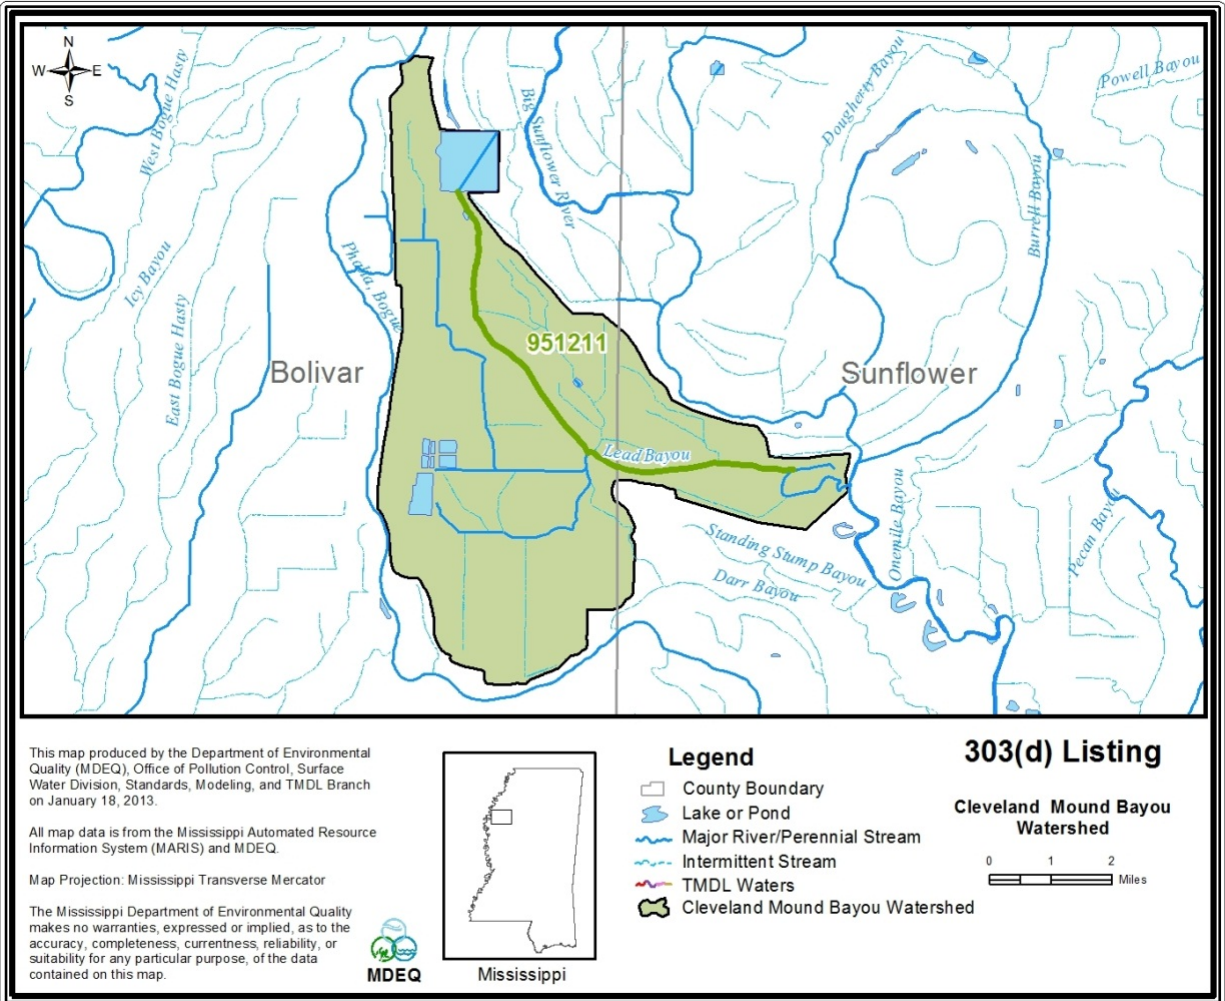 N
W E
S
West Bogue Hasty
Big Sunflower River
Dougherty Bayou
Powell Bayou
Burrell Bayou
Icy Bayou
Phalia, Bogue
East Bogue Hasty
951211
Bolivar
Sunflower
Lead Bayou
Onemile Bayou
Pecan Bayou
Standing Stump Bayou
Darr Bayou
This map produced by the Department of Environmental
Quality (MDEQ), Office of Pollution Control, Surface
Water Division, Standards, Modeling, and TMDL Branch
on January 18, 2013.
All map data is from the Mississippi Automated Resource
Information System (MARIS) and MDEQ.
Map Projection: Mississippi Transverse Mercator
The Mississippi Department of Environmental Quality
makes no warranties, expressed or implied, as to the
accuracy, completeness, currentness, reliability, or
suitability for any particular purpose, of the data
contained on this map.
MDEQ
Mississippi
Legend
County Boundary
Lake or Pond
Major River/Perennial Stream
Intermittent Stream
TMDL Waters
Cleveland Mound Bayou Watershed
303(d) Listing
Cleveland Mound Bayou
Watershed
0 1 2
Miles